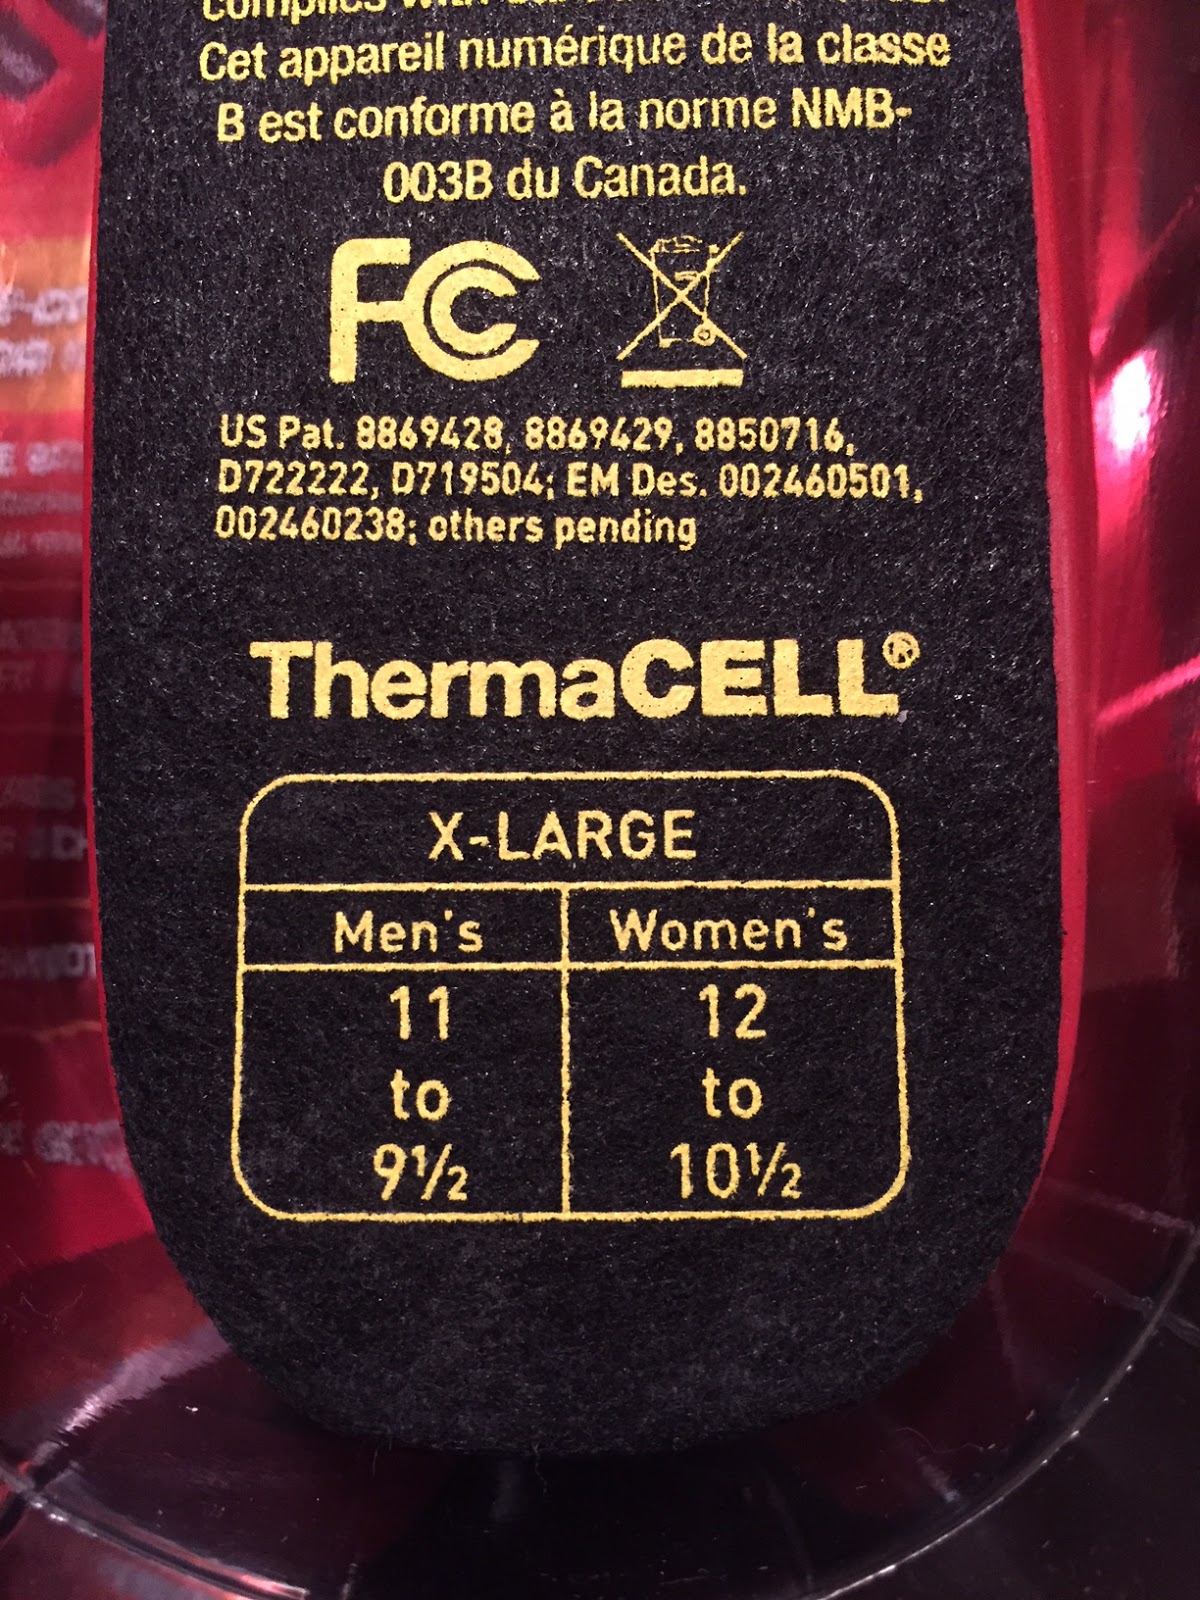 complies with
Cet appareil numérique de la classe
B est conforme à la norme NMB-
003B du Canada.
FC
US Pat. 8869428, 8869429, 8850716,
D722222, D719504; EM Des. 002460501,
002460238; others pending
ThermaCELL®
X-LARGE
Men's Women's
11 12
to to
9½ 10½